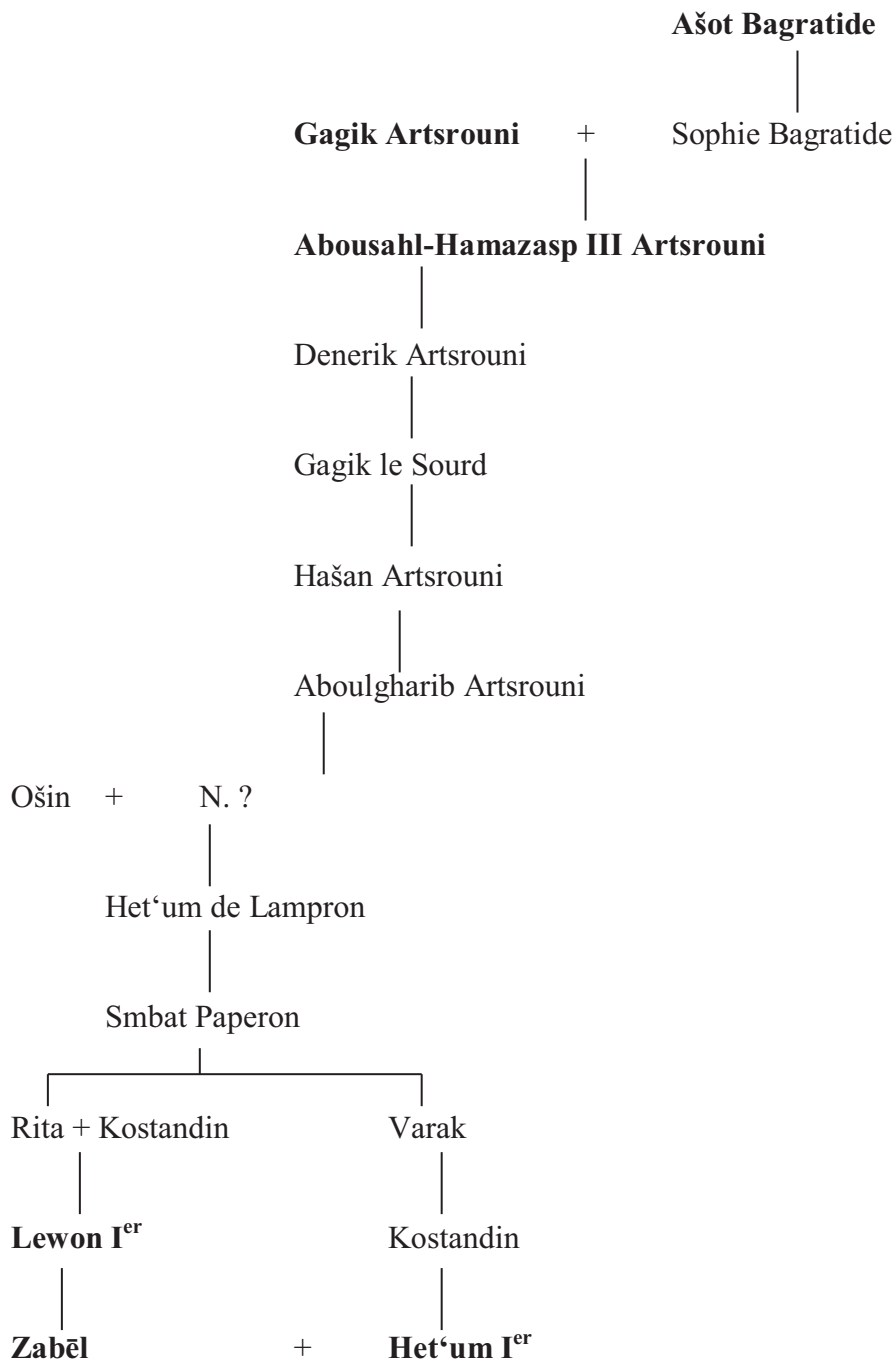 Ašot Bagratide
Gagik Artsrouni + Sophie Bagratide
Abousahl-Hamazasp III Artsrouni
Denerik Artsrouni
Gagik le Sourd
Hašan Artsrouni
Aboulgharib Artsrouni
Ošin + N. ?
Het‘um de Lampron
Smbat Paperon
Rita + Kostandin Varak
Lewon Ier Kostandin
Zabēl + Het‘um Ier